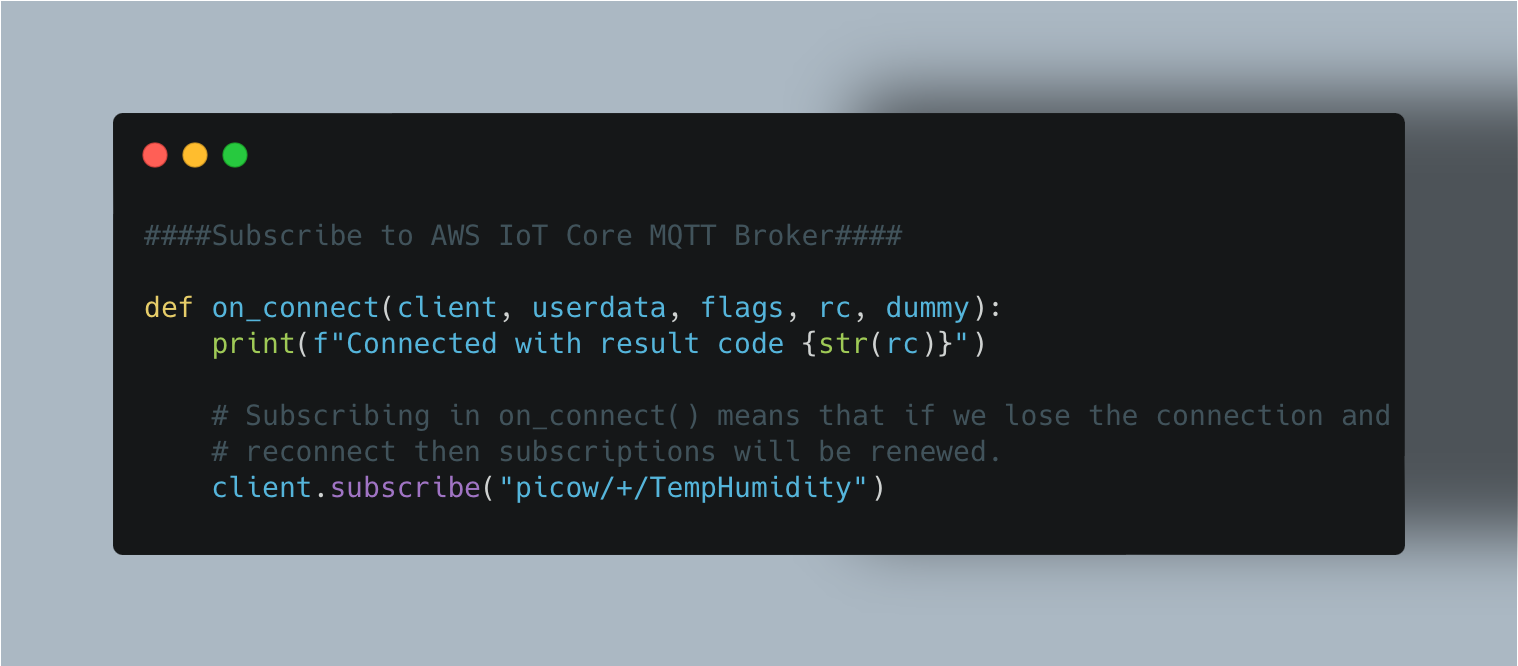 ####Subscribe to AWS IoT Core MQTT Broker####
def on_connect(client, userdata, flags, rc, dummy):
    print(f"Connected with result code {str(rc)}")
    # Subscribing in on_connect() means that if we lose the connection and
    # reconnect then subscriptions will be renewed.
    client.subscribe("picow/+/TempHumidity")